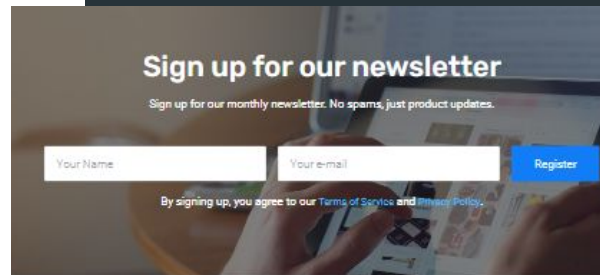 Sign up for our newsletter
Sign up for our monthly newsletter. No spams, just product updates.
Your Name
Your e-mail
Register
By signing up, you agree to our Terms of Service and Privacy Policy.